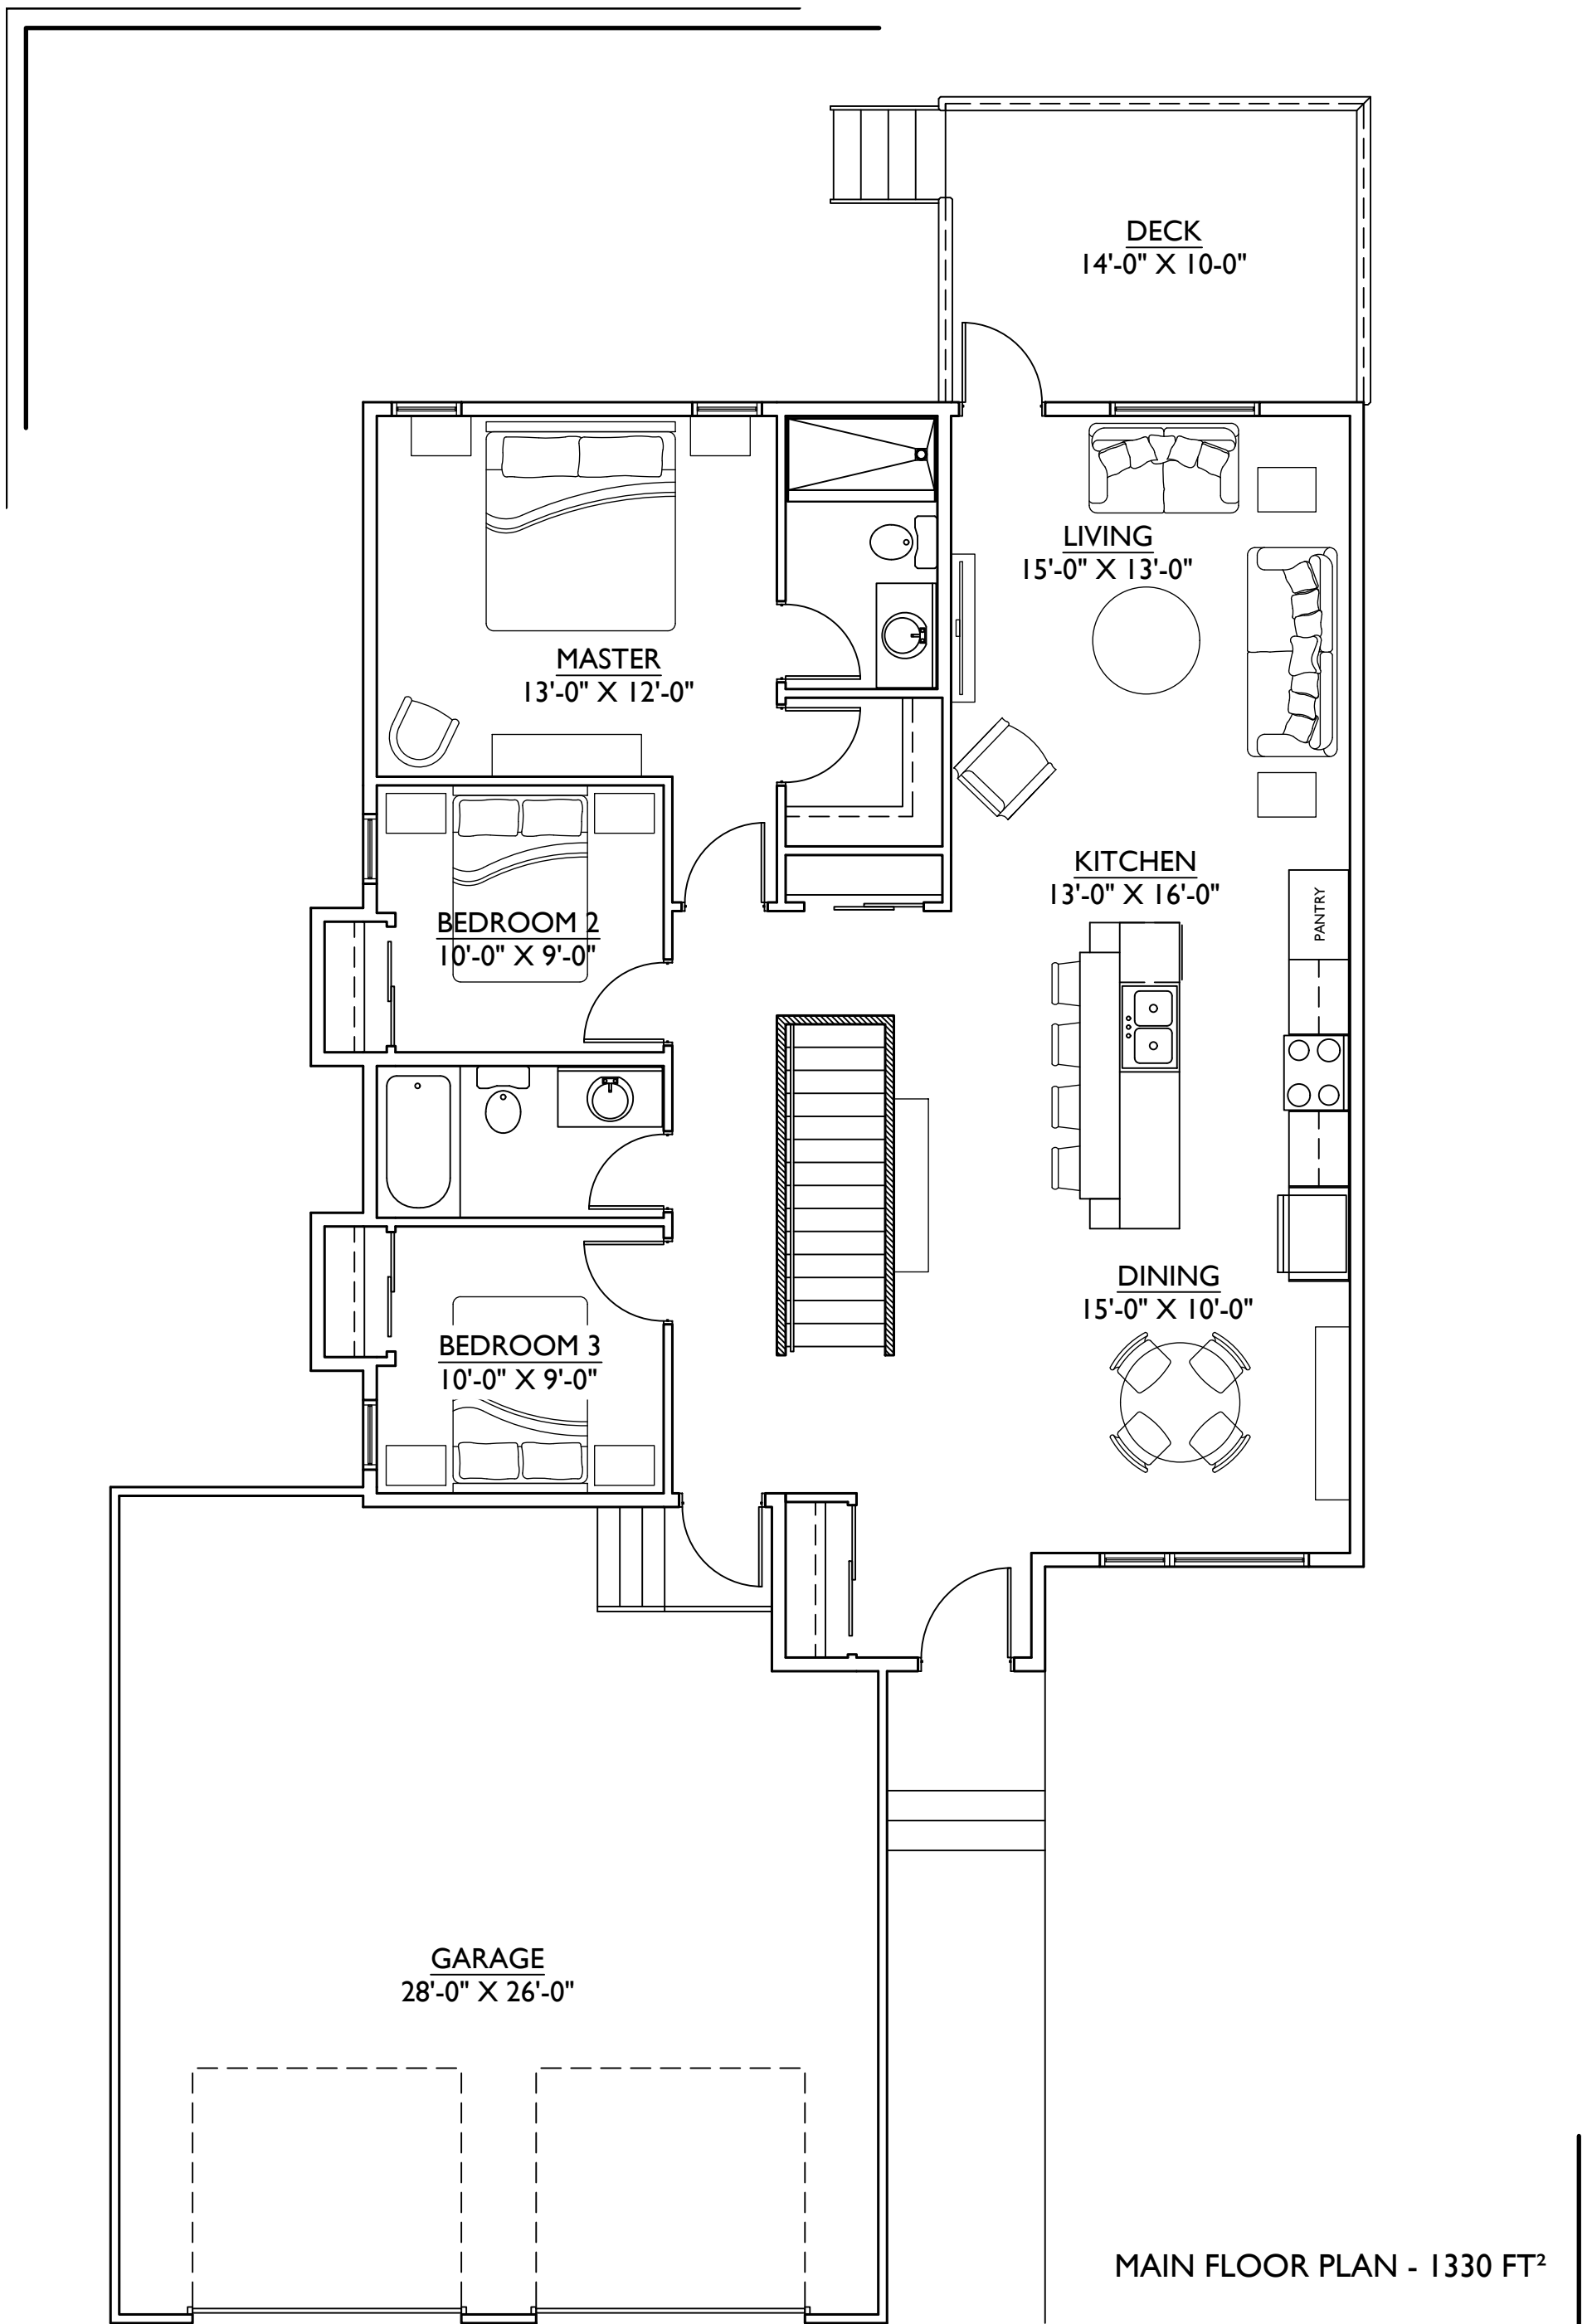 DECK
14'-0" X 10-0"
LIVING
15'-0" X 13'-0"
MASTER
13'-0" X 12'-0"
KITCHEN
13'-0" X 16'-0"
PANTRY
BEDROOM 2
10'-0" X 9'-0"
DINING
15'-0" X 10'-0"
BEDROOM 3
10'-0" X 9'-0"
GARAGE
28'-0" X 26'-0"
MAIN FLOOR PLAN - 1330 FT²